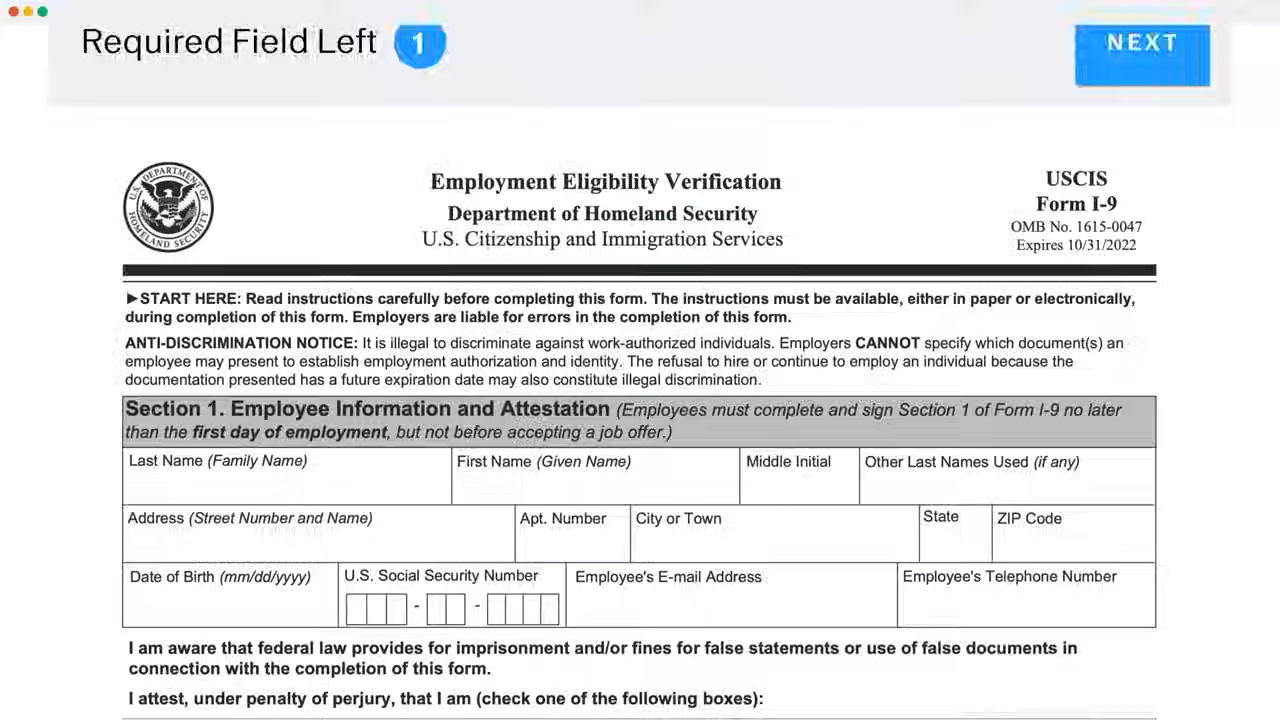 Required Field Left 1
NEXT
U.S. DEPARTMENT OF
HOMELAND SECURITY
Employment Eligibility Verification
Department of Homeland Security
U.S. Citizenship and Immigration Services
USCIS
Form I-9
OMB No. 1615-0047
Expires 10/31/2022
►START HERE: Read instructions carefully before completing this form. The instructions must be available, either in paper or electronically,
during completion of this form. Employers are liable for errors in the completion of this form.
ANTI-DISCRIMINATION NOTICE: It is illegal to discriminate against work-authorized individuals. Employers CANNOT specify which document(s) an
employee may present to establish employment authorization and identity. The refusal to hire or continue to employ an individual because the
documentation presented has a future expiration date may also constitute illegal discrimination.
Section 1. Employee Information and Attestation (Employees must complete and sign Section 1 of Form I-9 no later
than the first day of employment, but not before accepting a job offer.)
Last Name (Family Name) First Name (Given Name) Middle Initial Other Last Names Used (if any)
Address (Street Number and Name) Apt. Number City or Town State ZIP Code
Date of Birth (mm/dd/yyyy) U.S. Social Security Number Employee's E-mail Address Employee's Telephone Number
- -
I am aware that federal law provides for imprisonment and/or fines for false statements or use of false documents in
connection with the completion of this form.
I attest, under penalty of perjury, that I am (check one of the following boxes):